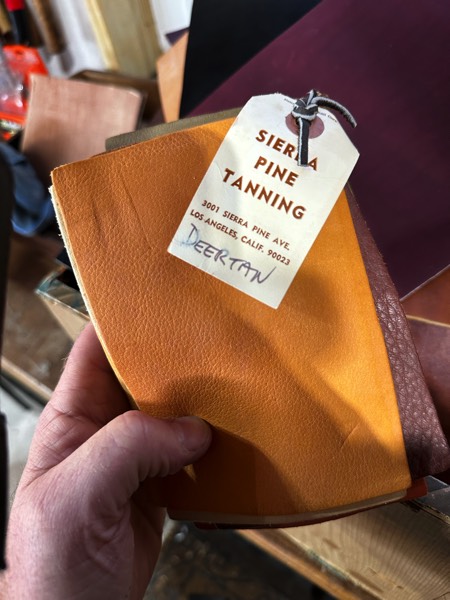 SIERRA
PINE
TANNING
3001 SIERRA PINE AVE.
LOS ANGELES, CALIF. 90023
DEERTAN